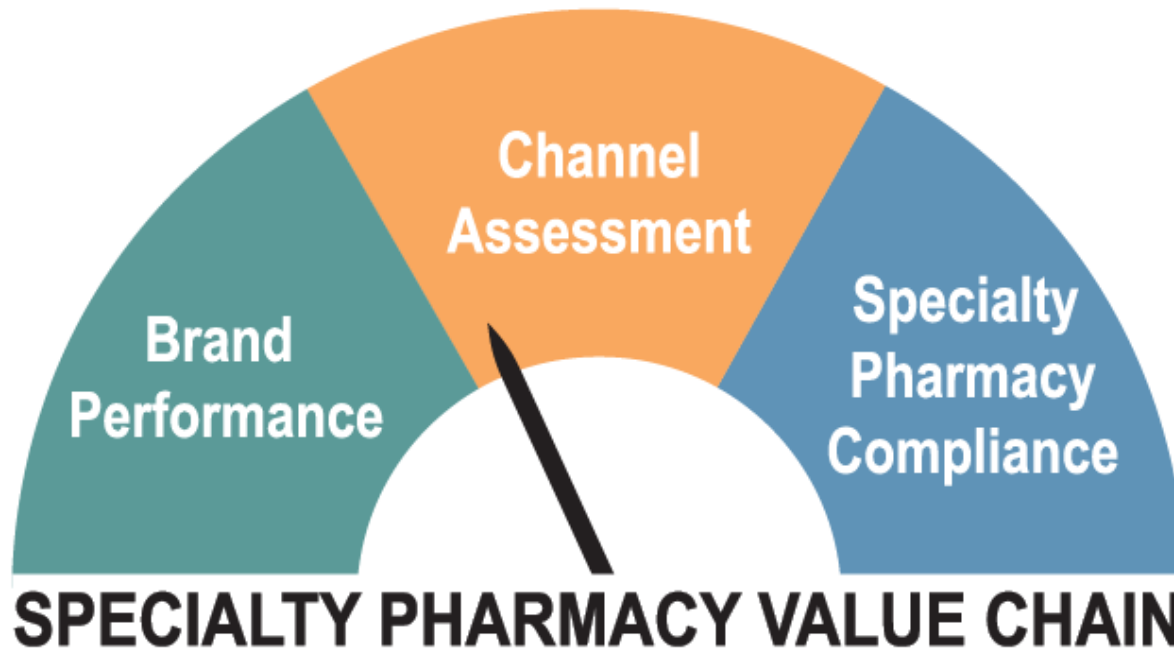 Channel
Assessment
Brand
Performance
Specialty
Pharmacy
Compliance
SPECIALTY PHARMACY VALUE CHAIN